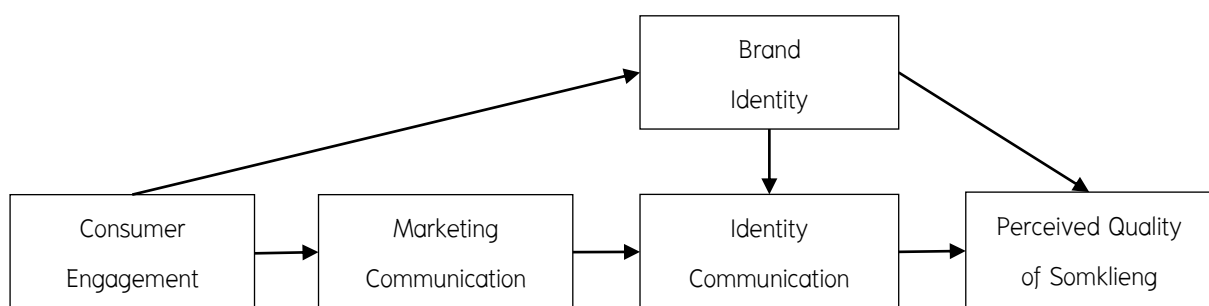 Brand
Identity
Consumer
Engagement
Marketing
Communication
Identity
Communication
Perceived Quality
of Somklieng